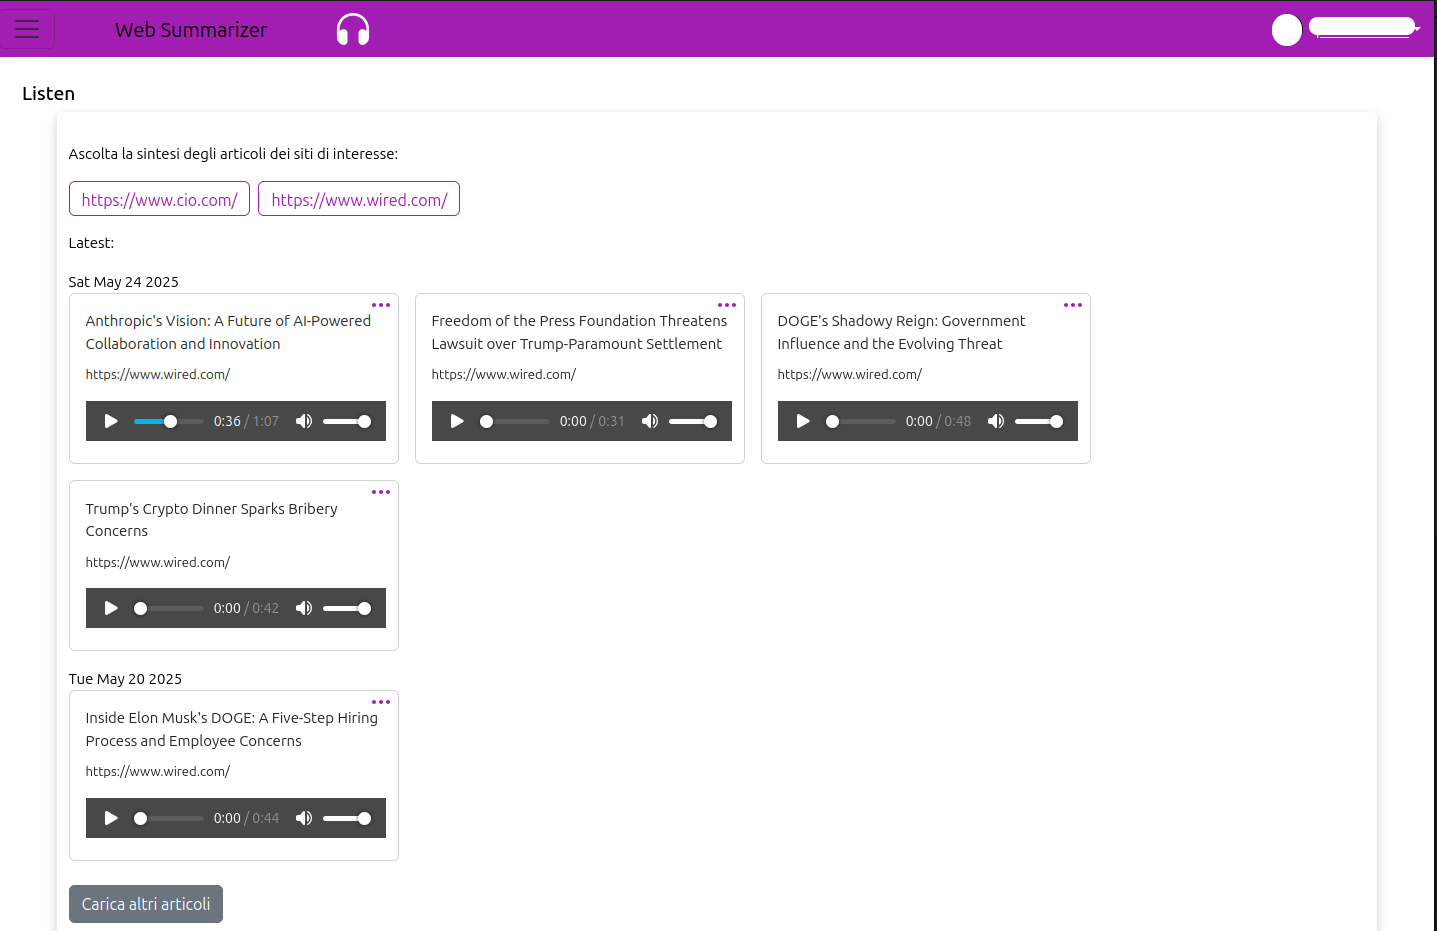 Web Summarizer
Listen
Ascolta la sintesi degli articoli dei siti di interesse:
https://www.cio.com/ https://www.wired.com/
Latest:
Sat May 24 2025
Anthropic's Vision: A Future of AI-Powered
Collaboration and Innovation
https://www.wired.com/
0:36 / 1:07
Freedom of the Press Foundation Threatens
Lawsuit over Trump-Paramount Settlement
https://www.wired.com/
0:00 / 0:31
DOGE's Shadowy Reign: Government
Influence and the Evolving Threat
https://www.wired.com/
0:00 / 0:48
Trump's Crypto Dinner Sparks Bribery
Concerns
https://www.wired.com/
0:00 / 0:42
Tue May 20 2025
Inside Elon Musk's DOGE: A Five-Step Hiring
Process and Employee Concerns
https://www.wired.com/
0:00 / 0:44
Carica altri articoli